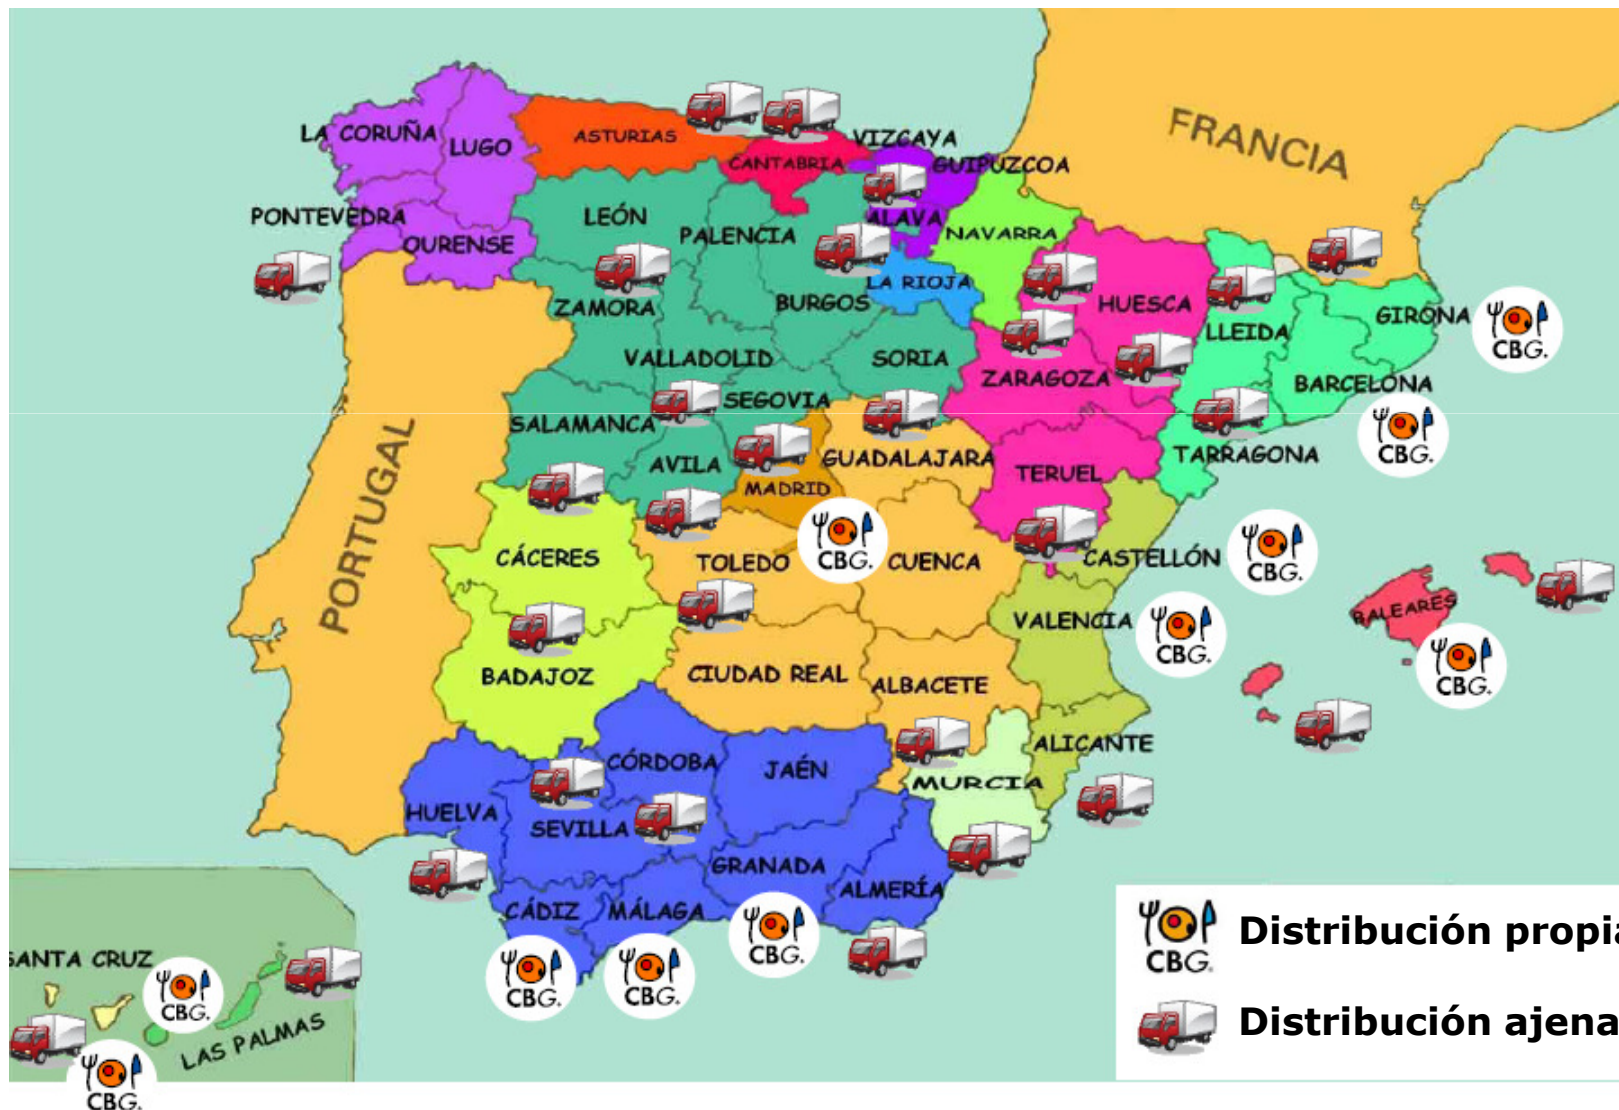 FRANCIA
LA CORUÑA
LUGO
ASTURIAS
CANTABRIA
VIZCAYA
GUIPUZCOA
PONTEVEDRA
OURENSE
LEÓN
PALENCIA
ALAVA
NAVARRA
ZAMORA
BURGOS
LA RIOJA
HUESCA
LLEIDA
GIRONA
CBG.
VALLADOLID
SORIA
ZARAGOZA
BARCELONA
SALAMANCA
SEGOVIA
CBG.
AVILA
MADRID
GUADALAJARA
TERUEL
TARRAGONA
PORTUGAL
CÁCERES
TOLEDO
CBG.
CUENCA
CASTELLÓN
CBG.
BADAJOZ
CIUDAD REAL
ALBACETE
VALENCIA
CBG.
BALEARES
CBG.
HUELVA
CÓRDOBA
JAÉN
MURCIA
ALICANTE
SEVILLA
GRANADA
ALMERÍA
CÁDIZ
MÁLAGA
CBG.
CBG.
CBG.
SANTA CRUZ
CBG.
LAS PALMAS
CBG.
CBG.
Distribución propia
Distribución ajena